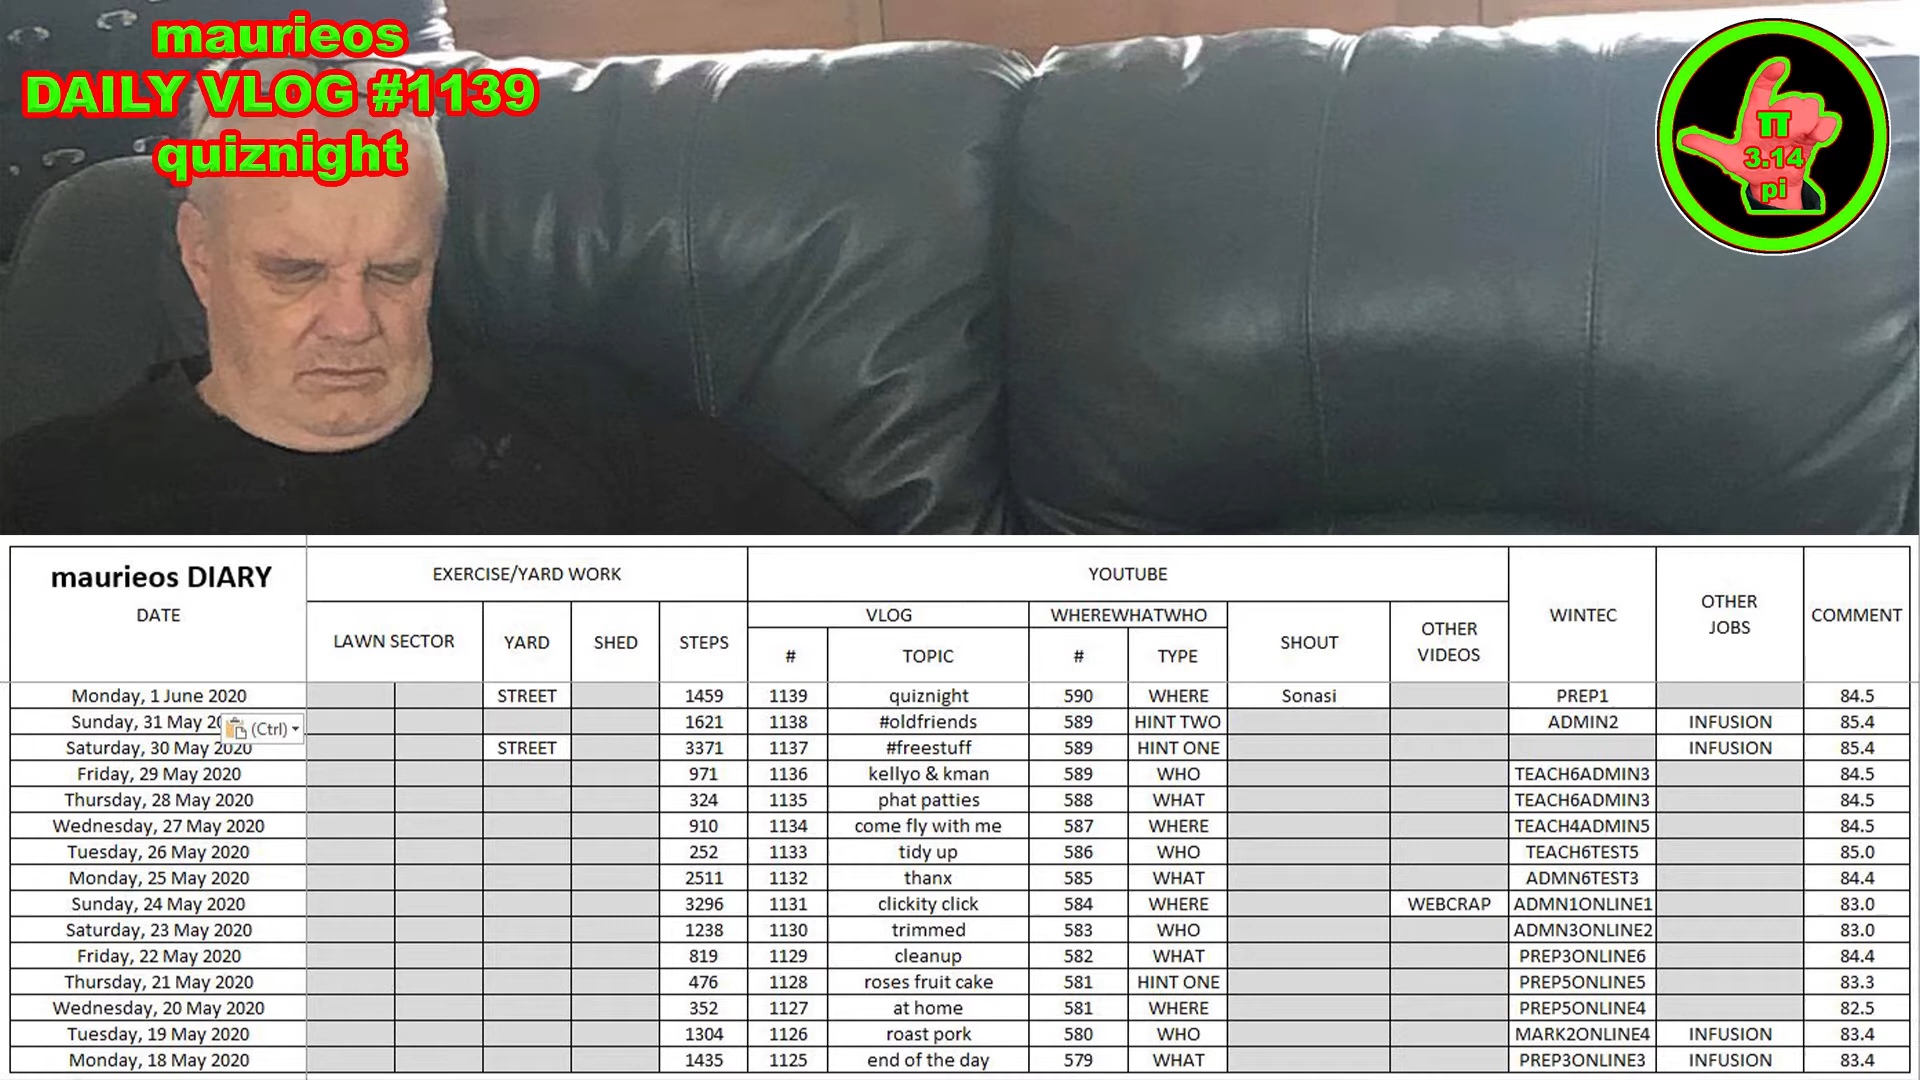 maurieos
DAILY VLOG #1139
quiznight
π
3.14
pi
maurieos DIARY
DATE
EXERCISE/YARD WORK
YOUTUBE
WINTEC
OTHER
JOBS
COMMENT
LAWN SECTOR
YARD
SHED
STEPS
VLOG
WHEREWHATWHO
SHOUT
OTHER
VIDEOS
#
TOPIC
#
TYPE
Monday, 1 June 2020 STREET 1459 1139 quiznight 590 WHERE Sonasi PREP1 84.5
Sunday, 31 May 20 1621 1138 #oldfriends 589 HINT TWO ADMIN2 INFUSION 85.4
(Ctrl)
Saturday, 30 May 2020 STREET 3371 1137 #freestuff 589 HINT ONE INFUSION 85.4
Friday, 29 May 2020 971 1136 kellyo & kman 589 WHO TEACH6ADMIN3 84.5
Thursday, 28 May 2020 324 1135 phat patties 588 WHAT TEACH6ADMIN3 84.5
Wednesday, 27 May 2020 910 1134 come fly with me 587 WHERE TEACH4ADMIN5 84.5
Tuesday, 26 May 2020 252 1133 tidy up 586 WHO TEACH6TEST5 85.0
Monday, 25 May 2020 2511 1132 thanx 585 WHAT ADMN6TEST3 84.4
Sunday, 24 May 2020 3296 1131 clickity click 584 WHERE WEBCRAP ADMN1ONLINE1 83.0
Saturday, 23 May 2020 1238 1130 trimmed 583 WHO ADMN3ONLINE2 83.0
Friday, 22 May 2020 819 1129 cleanup 582 WHAT PREP3ONLINE6 84.4
Thursday, 21 May 2020 476 1128 roses fruit cake 581 HINT ONE PREP5ONLINE5 83.3
Wednesday, 20 May 2020 352 1127 at home 581 WHERE PREP5ONLINE4 82.5
Tuesday, 19 May 2020 1304 1126 roast pork 580 WHO MARK2ONLINE4 INFUSION 83.4
Monday, 18 May 2020 1435 1125 end of the day 579 WHAT PREP3ONLINE3 INFUSION 83.4